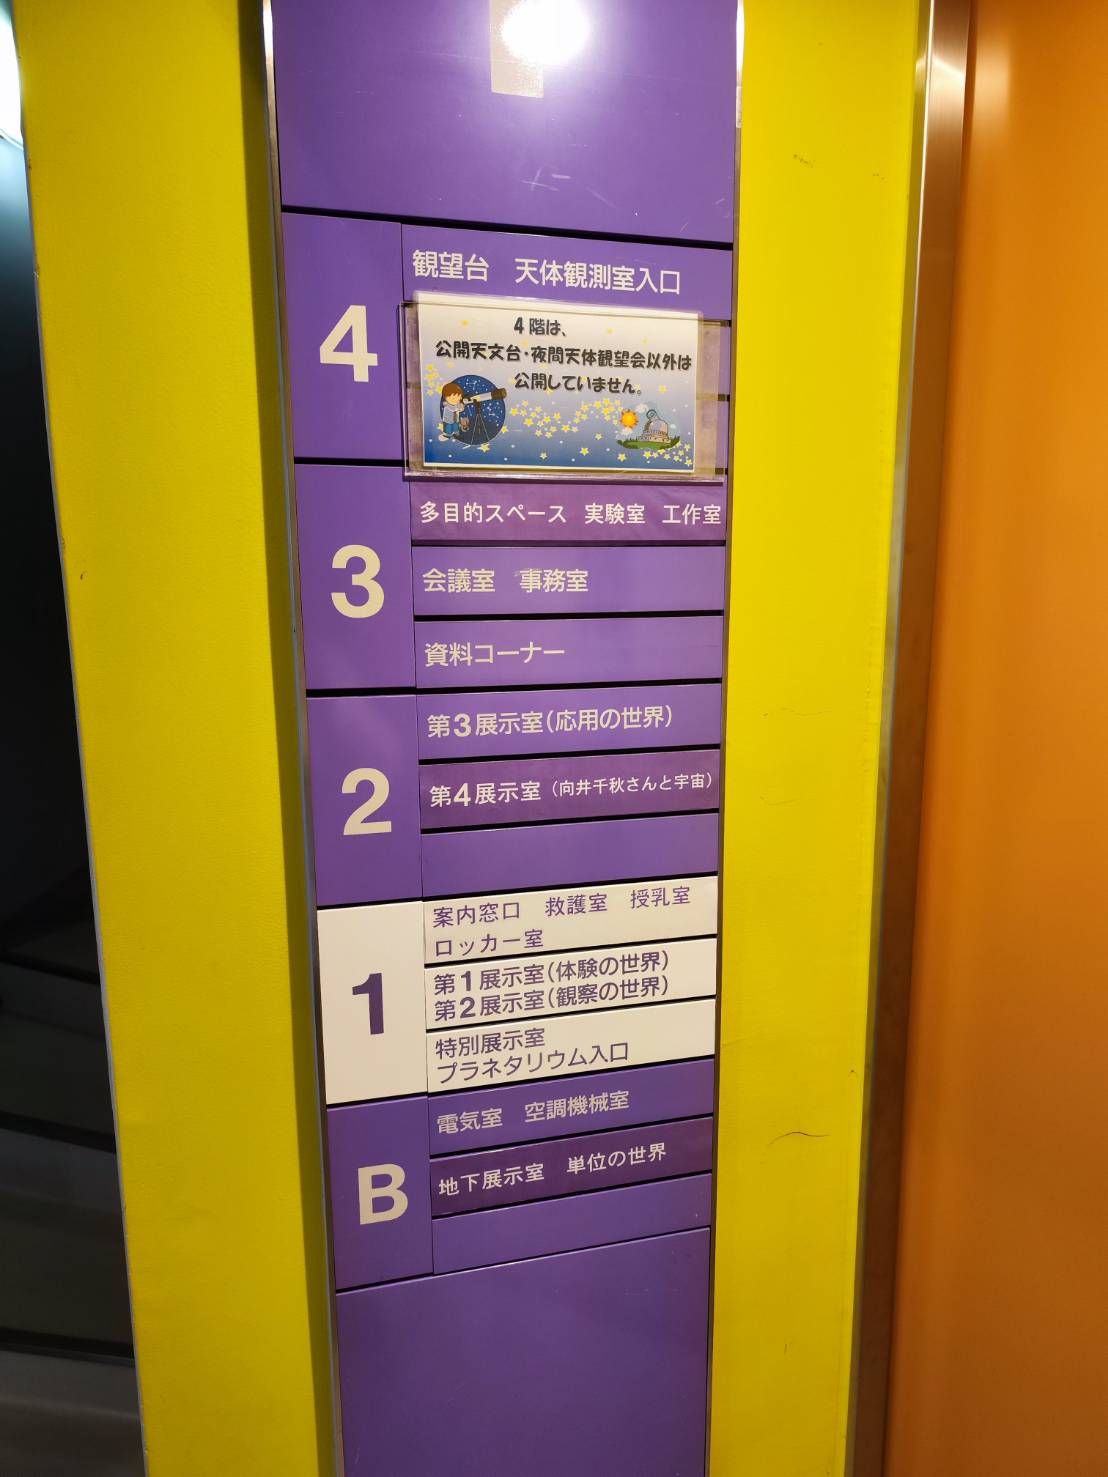 4
観望台 天体観測室入口
4階は、
公開天文台・夜間天体観望会以外は
公開していません。
3
多目的スペース 実験室 工作室
会議室 事務室
資料コーナー
2
第3展示室(応用の世界)
第4展示室(向井千秋さんと宇宙)
1
案内窓口 救護室 授乳室
ロッカー室
第1展示室(体験の世界)
第2展示室(観察の世界)
特別展示室
プラネタリウム入口
B
電気室 空調機械室
地下展示室 単位の世界